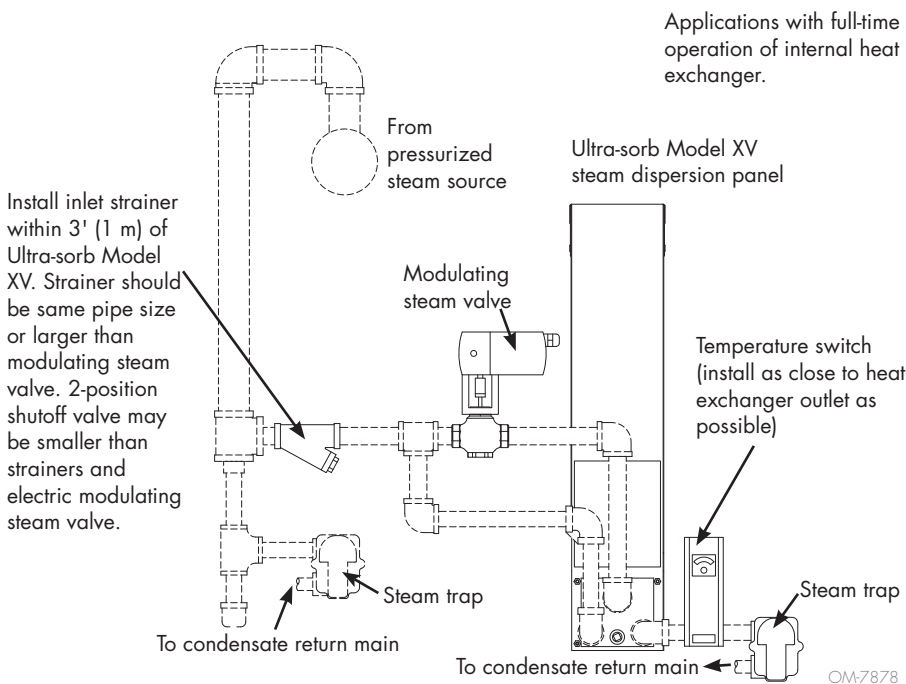 Applications with full-time
operation of internal heat
exchanger.
From
pressurized
steam source
Ultra-sorb Model XV
steam dispersion panel
Install inlet strainer
within 3' (1 m) of
Ultra-sorb Model
XV. Strainer should
be same pipe size
or larger than
modulating steam
valve. 2-position
shutoff valve may
be smaller than
strainers and
electric modulating
steam valve.
Modulating
steam valve
Temperature switch
(install as close to heat
exchanger outlet as
possible)
Steam trap
To condensate return main
Steam trap
To condensate return main
OM-7878